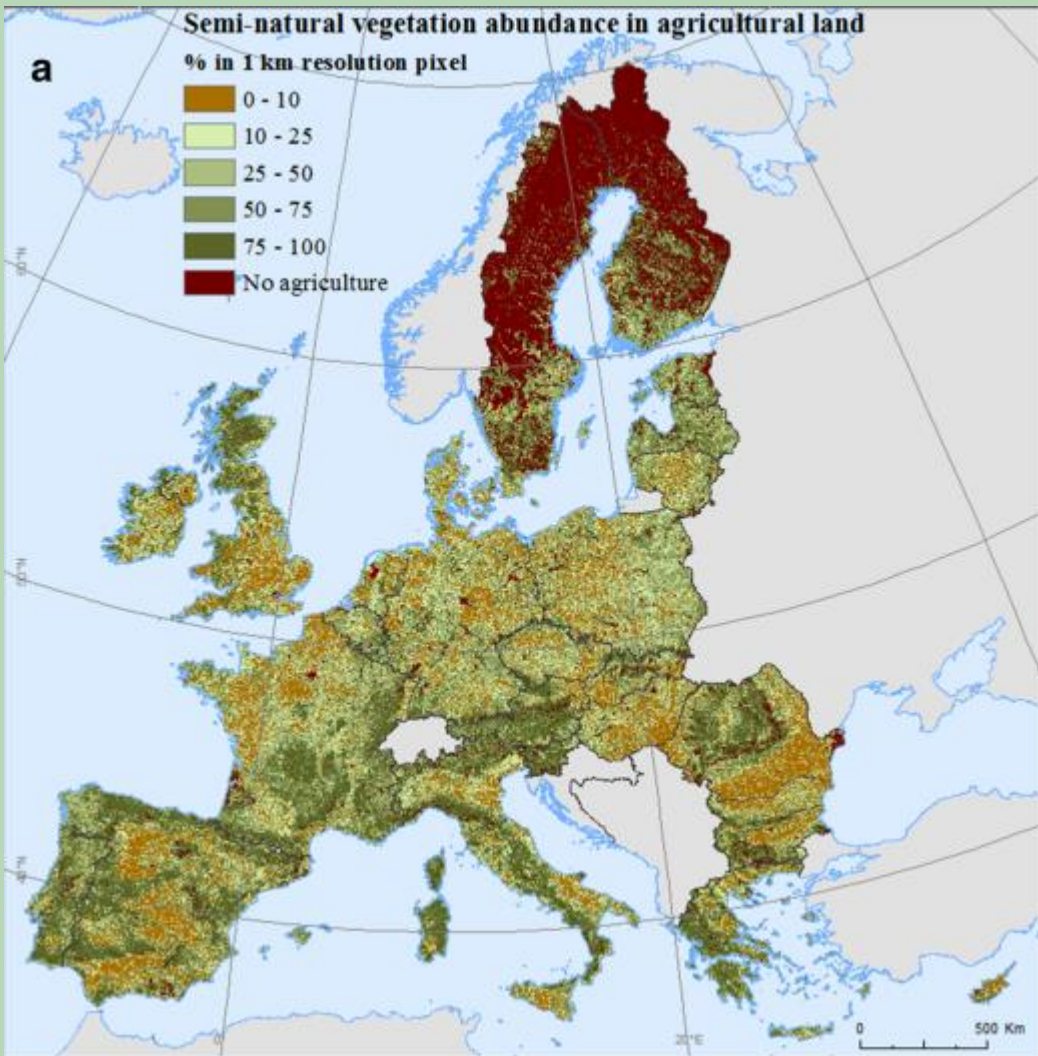 Semi-natural vegetation abundance in agricultural land
a
% in 1 km resolution pixel
0 - 10
10 - 25
25 - 50
50 - 75
75 - 100
No agriculture
40°N
20°E
0 500 Km